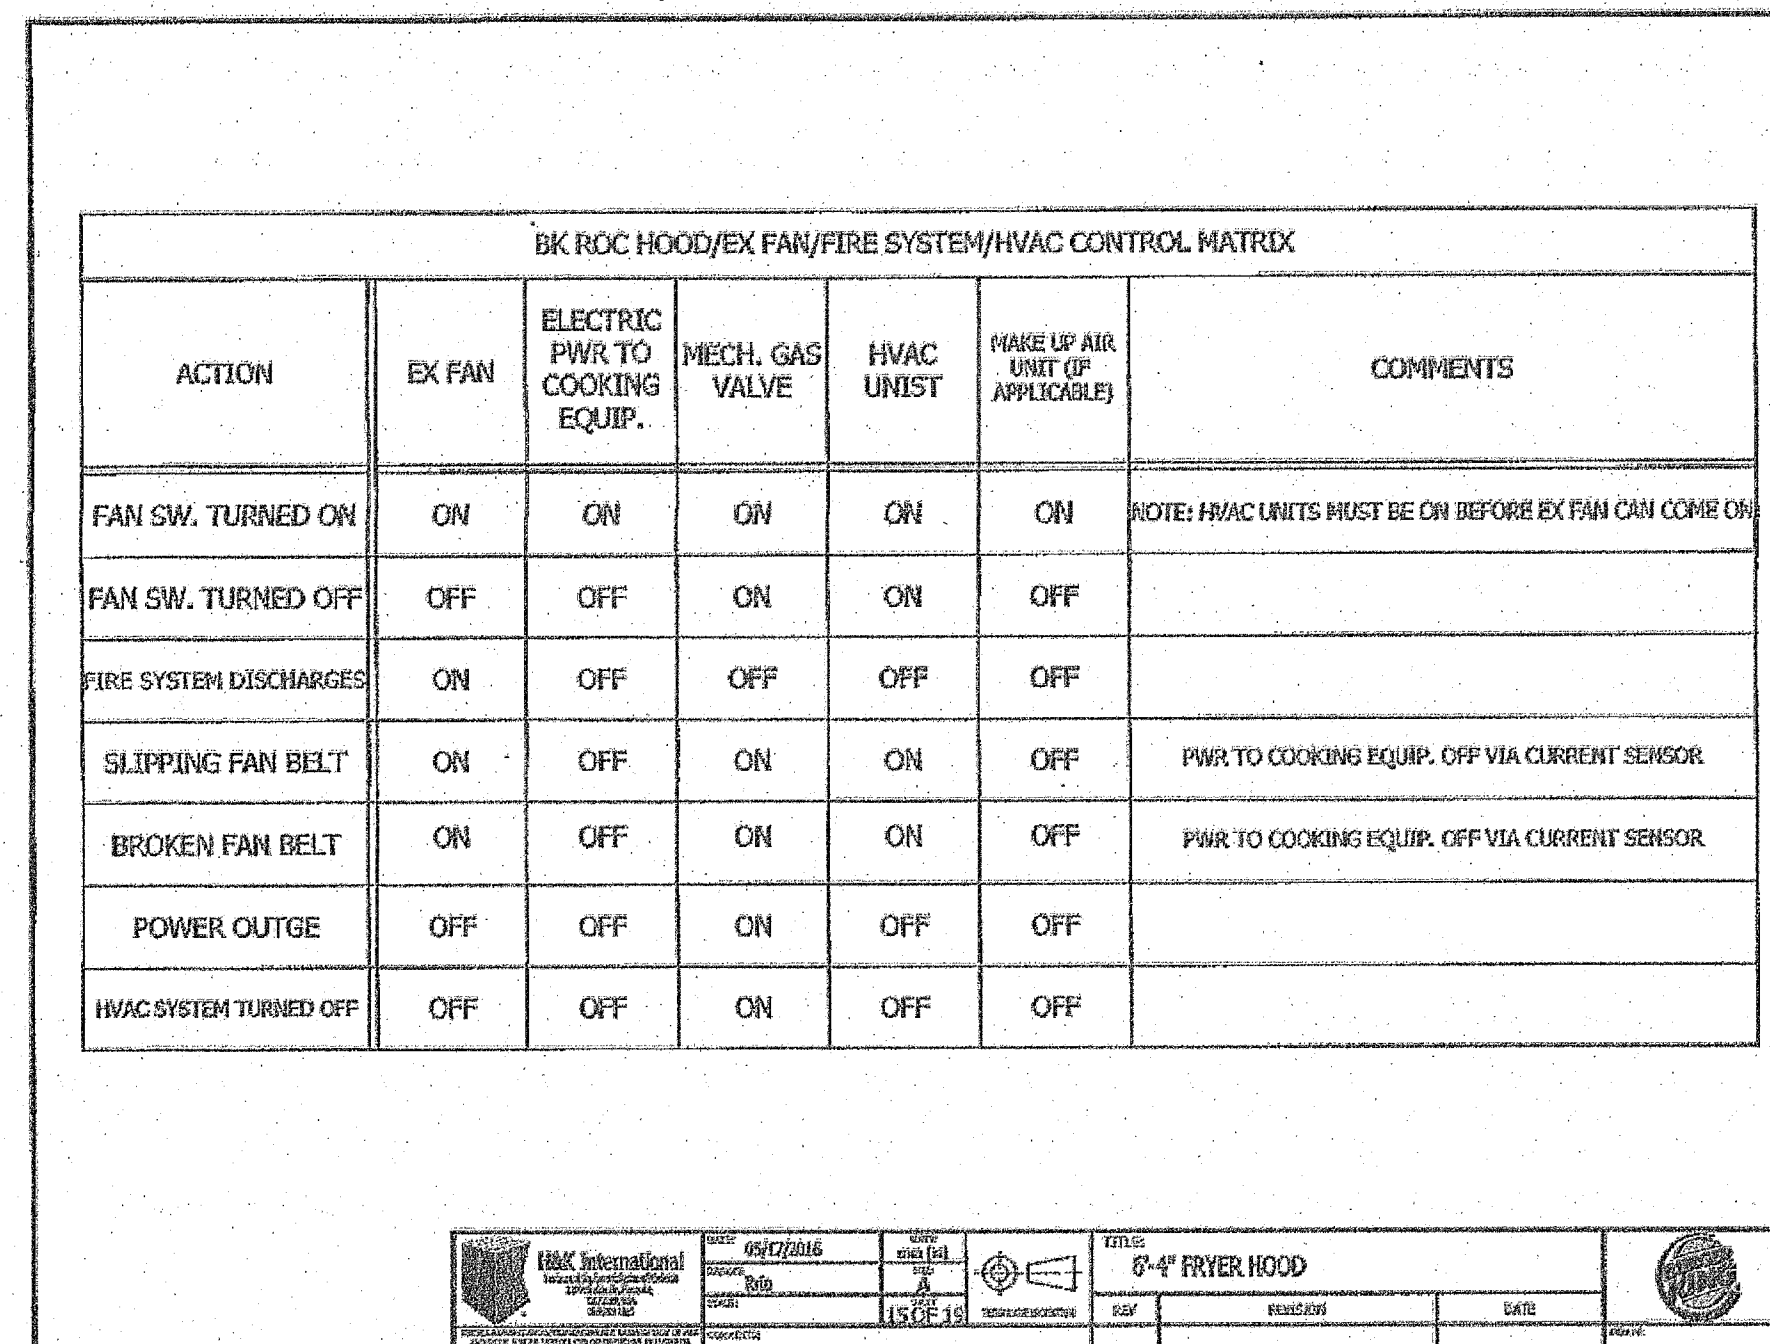 BK ROC HOOD/EX FAN/FIRE SYSTEM/HVAC CONTROL MATRIX
ACTION
EX FAN
ELECTRIC
PWR TO
COOKING
EQUIP.
MECH. GAS
VALVE
HVAC
UNIST
MAKE UP AIR
UNIT (IF
APPLICABLE)
COMMENTS
FAN SW. TURNED ON ON ON ON ON ON NOTE: HVAC UNITS MUST BE ON BEFORE EX FAN CAN COME ON
FAN SW. TURNED OFF OFF OFF ON ON OFF
FIRE SYSTEM DISCHARGES ON OFF OFF OFF OFF
SLIPPING FAN BELT ON OFF ON ON OFF PWR TO COOKING EQUIP. OFF VIA CURRENT SENSOR
BROKEN FAN BELT ON OFF ON ON OFF PWR TO COOKING EQUIP. OFF VIA CURRENT SENSOR
POWER OUTGE OFF OFF ON OFF OFF
HVAC SYSTEM TURNED OFF OFF OFF ON OFF OFF
H&K International
DATE: 05/17/2016
A
15 OF 19
TITLE:
6'-4" FRYER HOOD
REV REVISION DATE